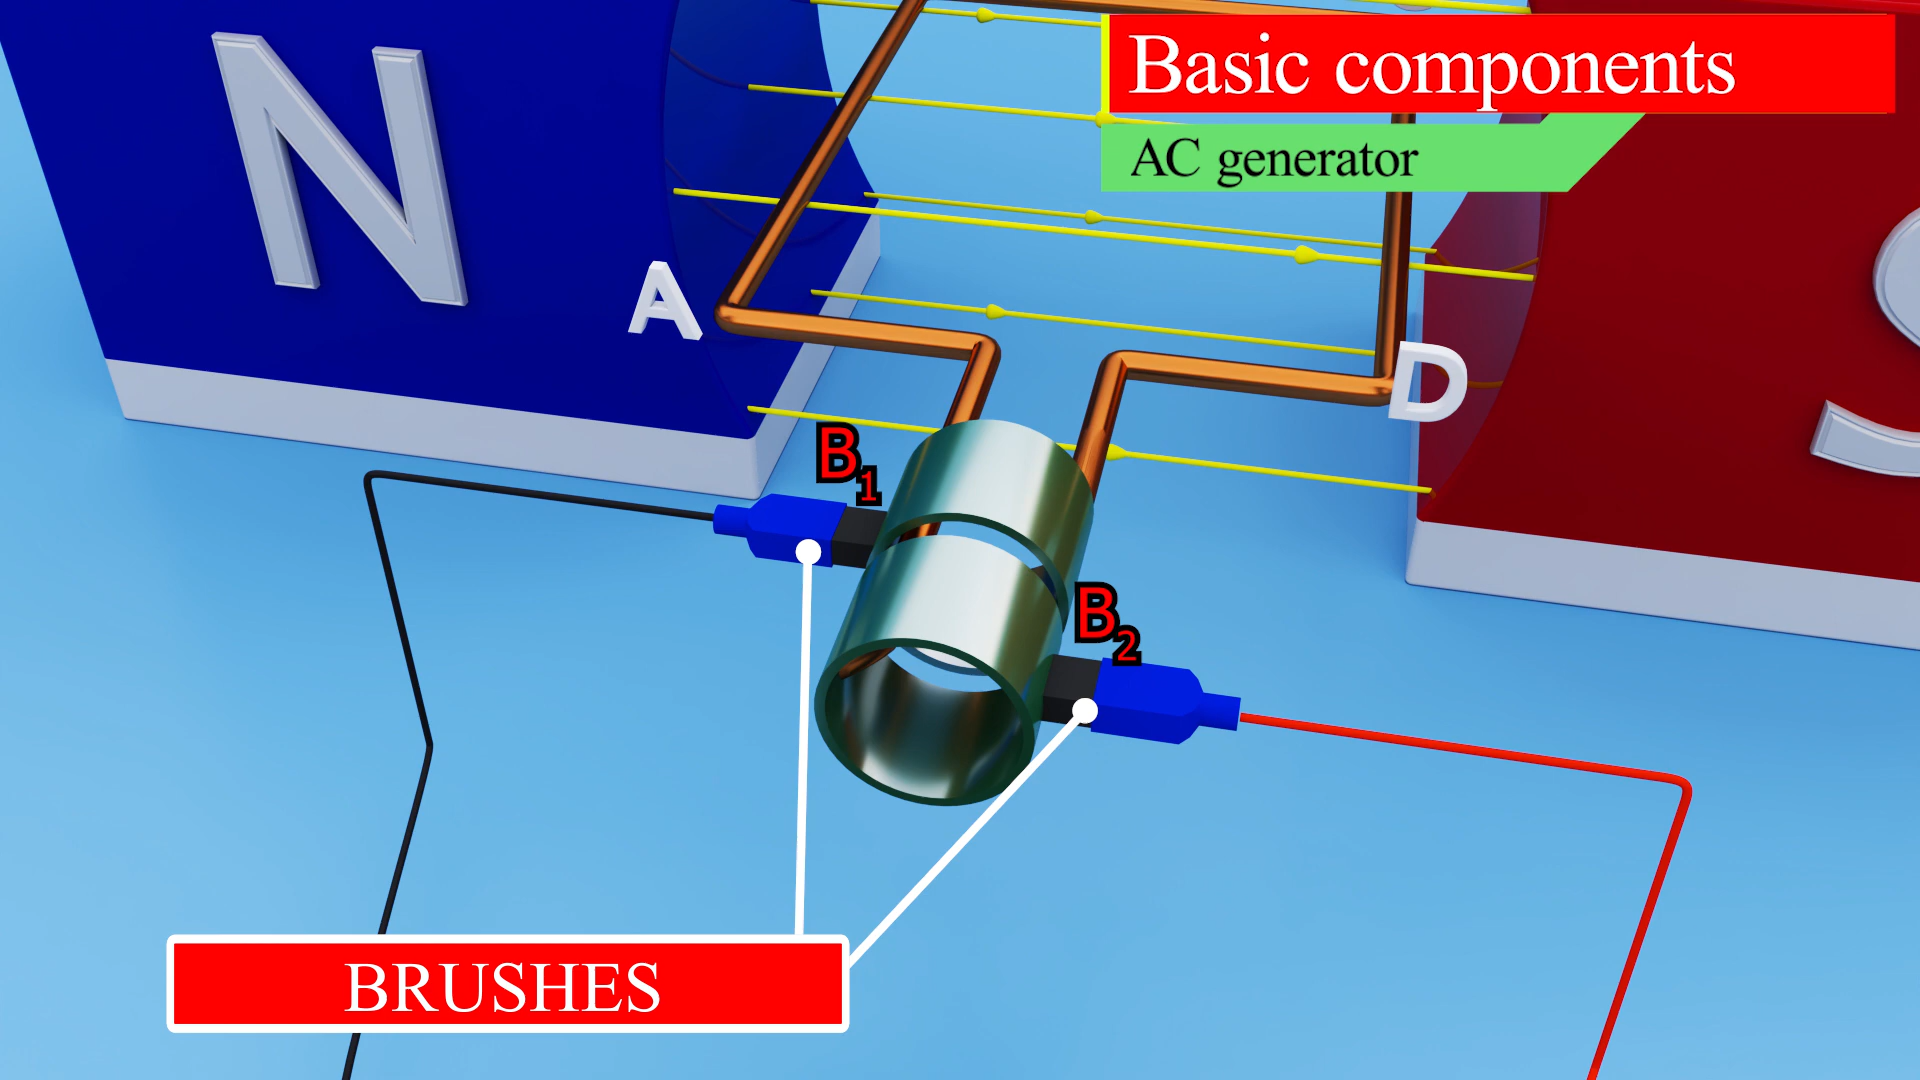 Basic components
AC generator
N
S
A
D
B₁
B₂
BRUSHES